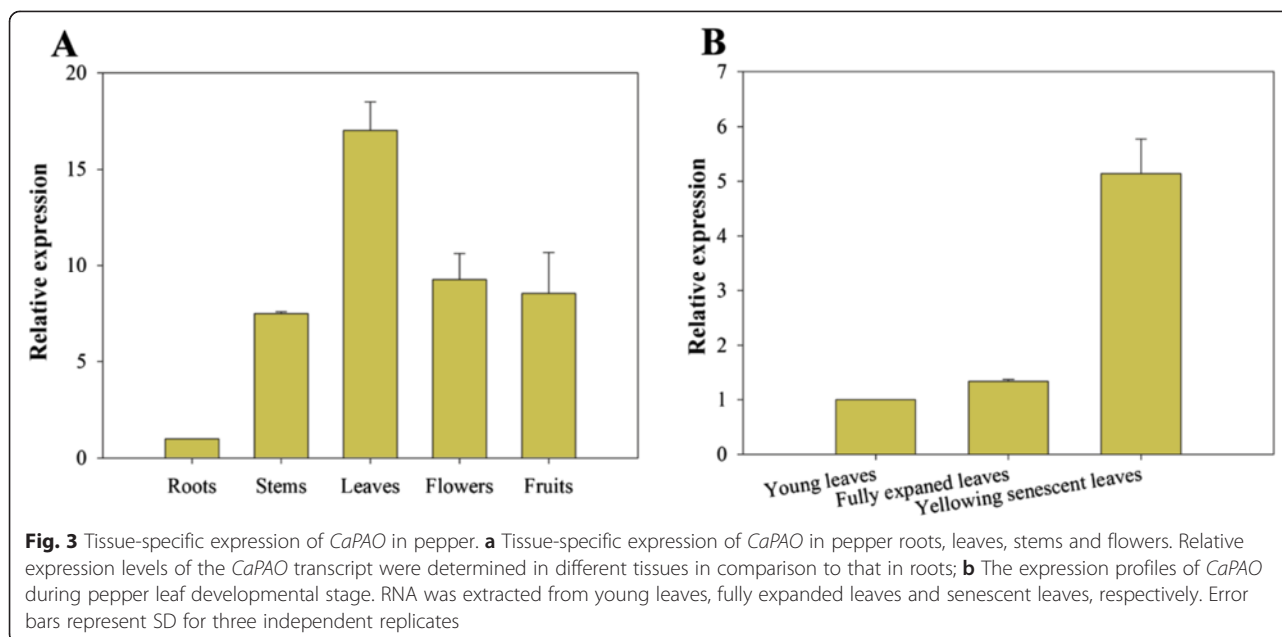 A
Relative expression
20
15
10
5
0
Roots Stems Leaves Flowers Fruits
B
Relative expression
7
6
5
4
3
2
1
0
Young leaves
Fully expaned leaves
Yellowing senescent leaves
Fig. 3 Tissue-specific expression of CaPAO in pepper. a Tissue-specific expression of CaPAO in pepper roots, leaves, stems and flowers. Relative
expression levels of the CaPAO transcript were determined in different tissues in comparison to that in roots; b The expression profiles of CaPAO
during pepper leaf developmental stage. RNA was extracted from young leaves, fully expanded leaves and senescent leaves, respectively. Error
bars represent SD for three independent replicates